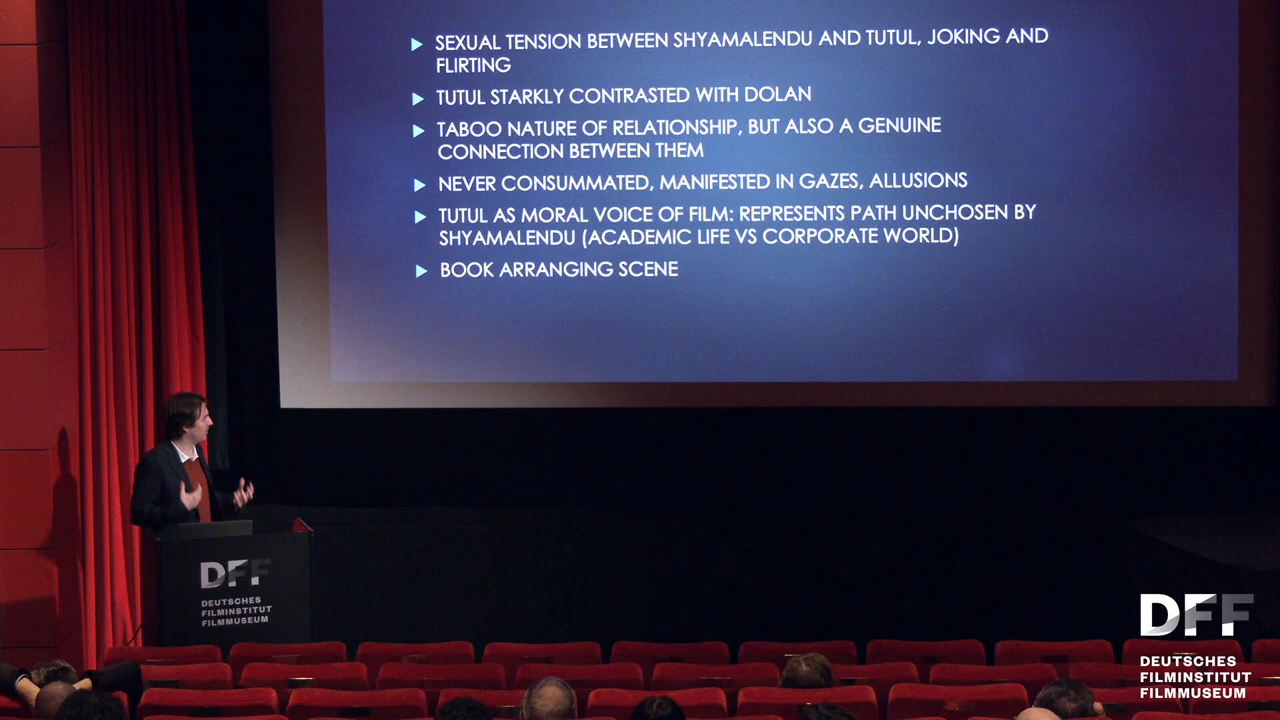 SEXUAL TENSION BETWEEN SHYAMALENDU AND TUTUL, JOKING AND
FLIRTING
TUTUL STARKLY CONTRASTED WITH DOLAN
TABOO NATURE OF RELATIONSHIP, BUT ALSO A GENUINE
CONNECTION BETWEEN THEM
NEVER CONSUMMATED, MANIFESTED IN GAZES, ALLUSIONS
TUTUL AS MORAL VOICE OF FILM: REPRESENTS PATH UNCHOSEN BY
SHYAMALENDU (ACADEMIC LIFE VS CORPORATE WORLD)
BOOK ARRANGING SCENE
DFF
DEUTSCHES
FILMINSTITUT
FILMMUSEUM
DFF
DEUTSCHES
FILMINSTITUT
FILMMUSEUM